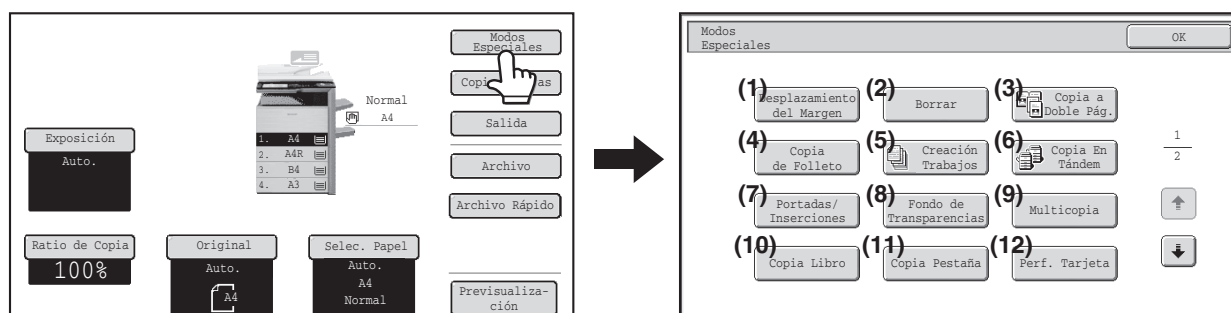 Modos
Especiales
Normal
A4
Salida
Exposición
Auto.
1. A4
2. A4R
3. B4
4. A3
Archivo
Archivo Rápido
Ratio de Copia
100%
Original
Auto.
A4
Selec. Papel
Auto.
A4
Normal
Previsualiza-
ción
Modos
Especiales
OK
(1) Desplazamiento
del Margen
(2) Borrar
(3) Copia a
Doble Pág.
(4) Copia
de Folleto
(5) Creación
Trabajos
(6) Copia En
Tándem
1
2
(7) Portadas/
Inserciones
(8) Fondo de
Transparencias
(9) Multicopia
(10) Copia Libro
(11) Copia Pestaña
(12) Perf. Tarjeta